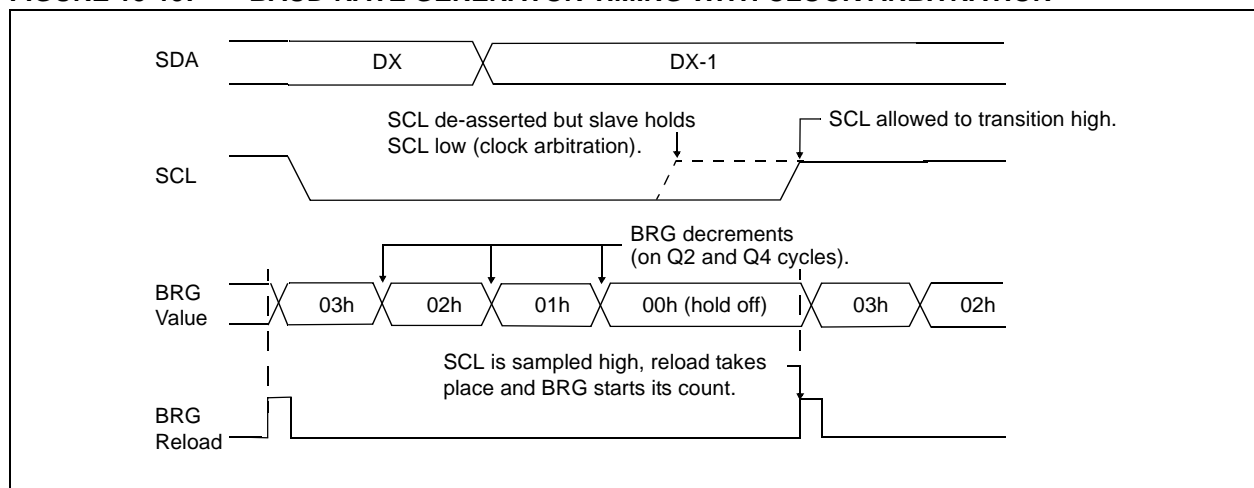 SDA
DX
DX-1
SCL de-asserted but slave holds
SCL low (clock arbitration).
SCL allowed to transition high.
SCL
BRG decrements
(on Q2 and Q4 cycles).
BRG
Value
03h
02h
01h
00h (hold off)
03h
02h
SCL is sampled high, reload takes
place and BRG starts its count.
BRG
Reload